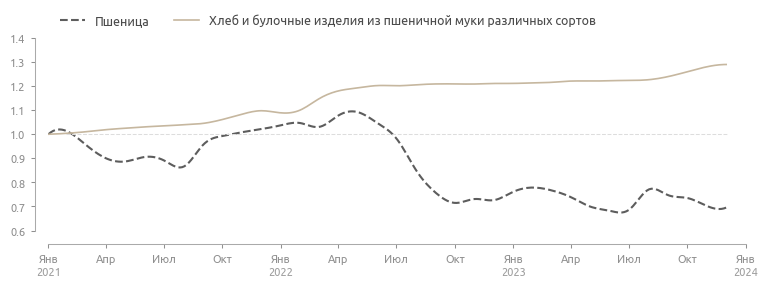 Пшеница
Хлеб и булочные изделия из пшеничной муки различных сортов
1.4
1.3
1.2
1.1
1.0
0.9
0.8
0.7
0.6
Янв Апр Июл Окт Янв Апр Июл Окт Янв Апр Июл Окт Янв
2021 2022 2023 2024